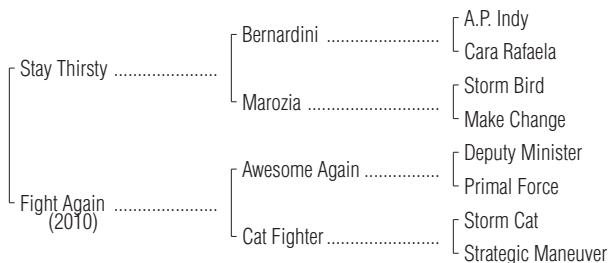 A.P. Indy
Bernardini ........................
Cara Rafaela
Stay Thirsty ......................
Storm Bird
Marozia ............................
Make Change
Deputy Minister
Awesome Again ................
Primal Force
Fight Again ......................
(2010)
Storm Cat
Cat Fighter ........................
Strategic Maneuver